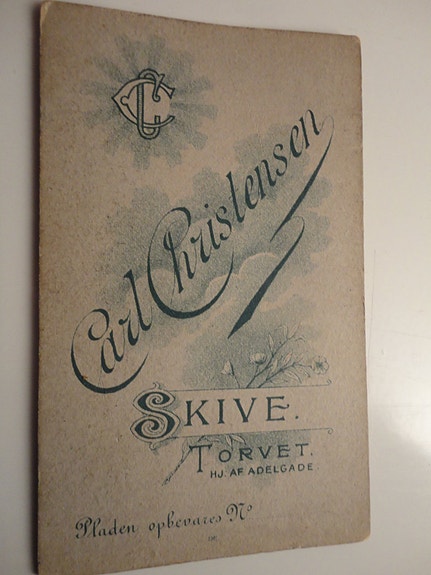 CC
Carl Christensen
SKIVE.
TORVET.
HJ. AF ADELGADE
Pladen opbevares No